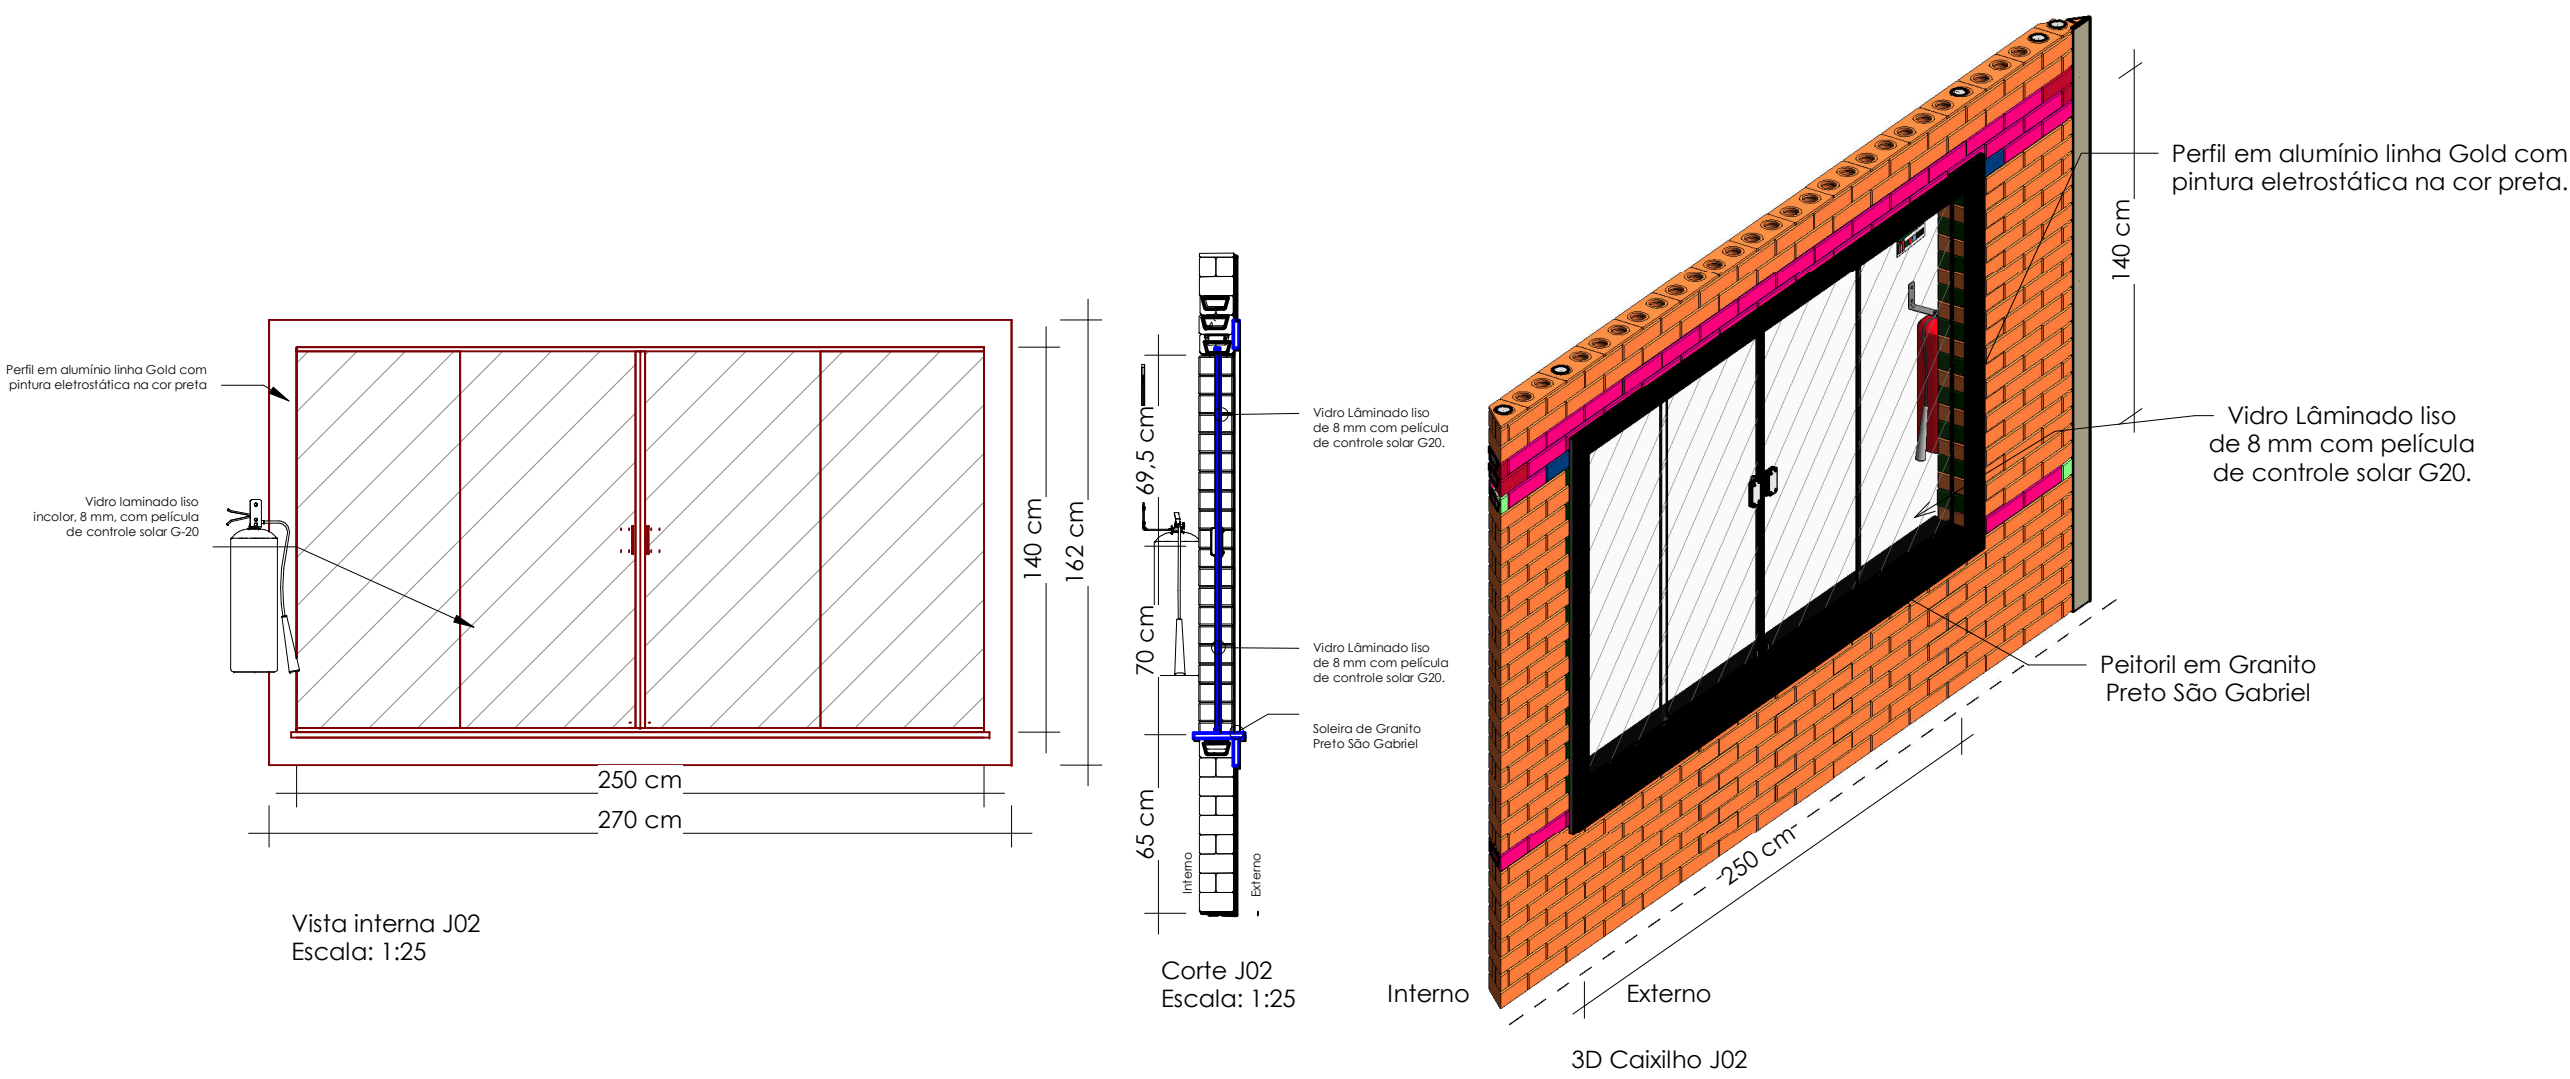 Perfil em alumínio linha Gold com
pintura eletrostática na cor preta
Vidro laminado liso
incolor, 8 mm, com película
de controle solar G-20
140 cm
162 cm
250 cm
270 cm
Vista interna J02
Escala: 1:25
69,5 cm
70 cm
65 cm
Vidro Lâminado liso
de 8 mm com película
de controle solar G20.
Vidro Lâminado liso
de 8 mm com película
de controle solar G20.
Soleira de Granito
Preto São Gabriel
Interno
Externo
Corte J02
Escala: 1:25
Perfil em alumínio linha Gold com
pintura eletrostática na cor preta.
140 cm
Vidro Lâminado liso
de 8 mm com película
de controle solar G20.
Peitoril em Granito
Preto São Gabriel
250 cm
Interno
Externo
3D Caixilho J02